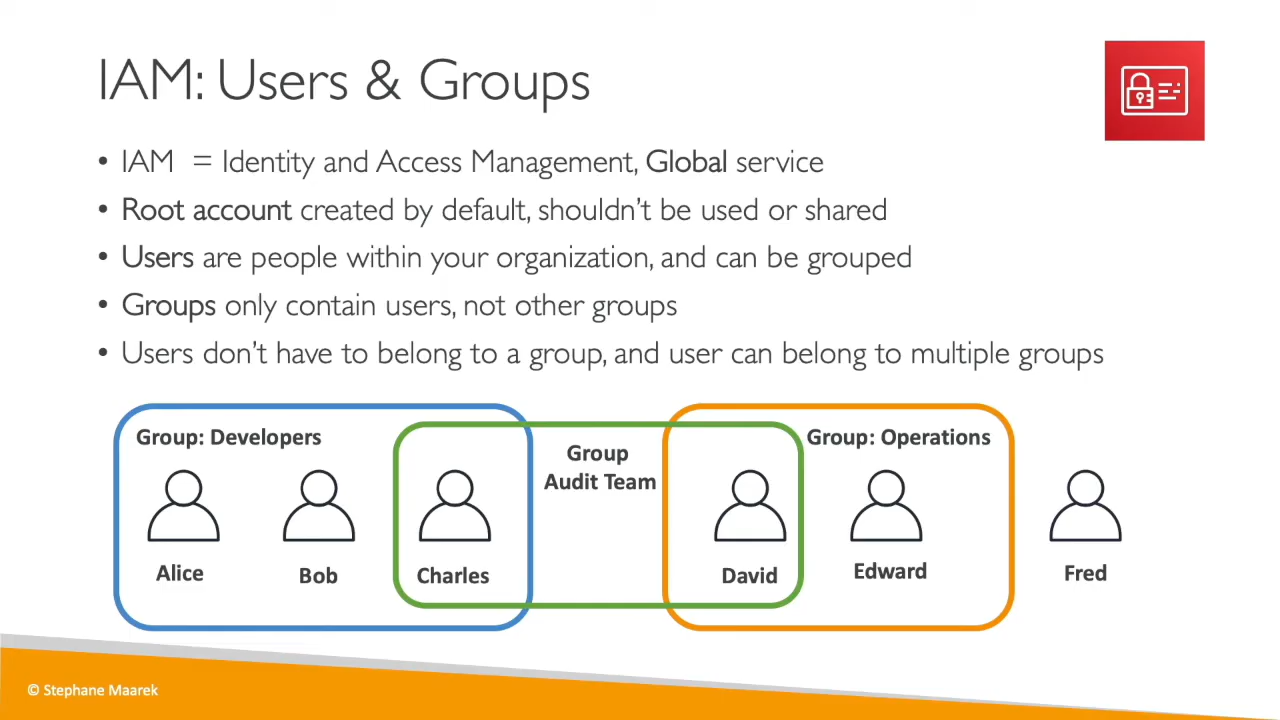 IAM: Users & Groups
• IAM = Identity and Access Management, Global service
• Root account created by default, shouldn't be used or shared
• Users are people within your organization, and can be grouped
• Groups only contain users, not other groups
• Users don't have to belong to a group, and user can belong to multiple groups
Group: Developers
Group
Audit Team
Group: Operations
Alice
Bob
Charles
David
Edward
Fred
© Stephane Maarek